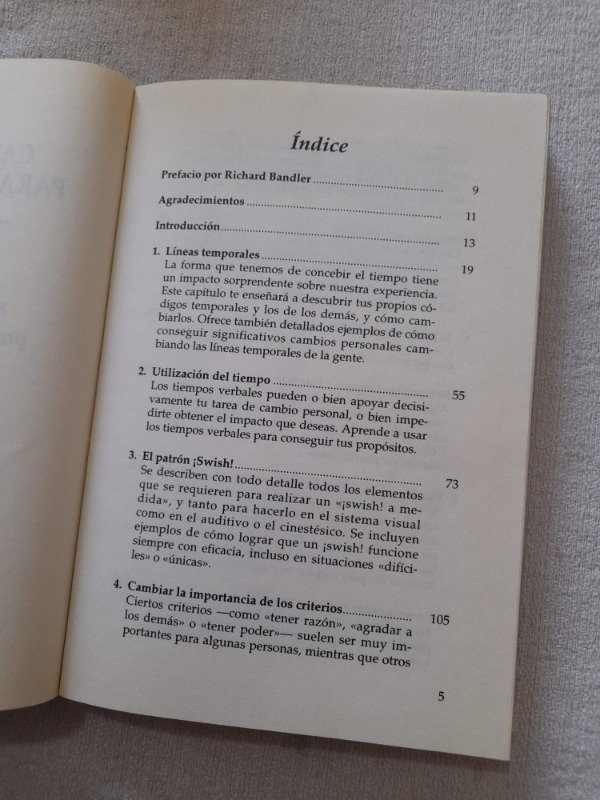 Índice
Prefacio por Richard Bandler 9
Agradecimientos 11
Introducción 13
1. Líneas temporales 19
La forma que tenemos de concebir el tiempo tiene
un impacto sorprendente sobre nuestra experiencia.
Este capítulo te enseñará a descubrir tus propios có-
digos temporales y los de los demás, y cómo cam-
biarlos. Ofrece también detallados ejemplos de cómo
conseguir significativos cambios personales cam-
biando las líneas temporales de la gente.
2. Utilización del tiempo 55
Los tiempos verbales pueden o bien apoyar decisi-
vamente tu tarea de cambio personal, o bien impe-
dirte obtener el impacto que deseas. Aprende a usar
los tiempos verbales para conseguir tus propósitos.
3. El patrón ¡Swish! 73
Se describen con todo detalle todos los elementos
que se requieren para realizar un «¡swish! a me-
dida», y tanto para hacerlo en el sistema visual
como en el auditivo o el cinestésico. Se incluyen
ejemplos de cómo lograr que un ¡swish! funcione
siempre con eficacia, incluso en situaciones «difíci-
les» o «únicas».
4. Cambiar la importancia de los criterios 105
Ciertos criterios —como «tener razón», «agradar a
los demás» o «tener poder»— suelen ser muy im-
portantes para algunas personas, mientras que otros
5